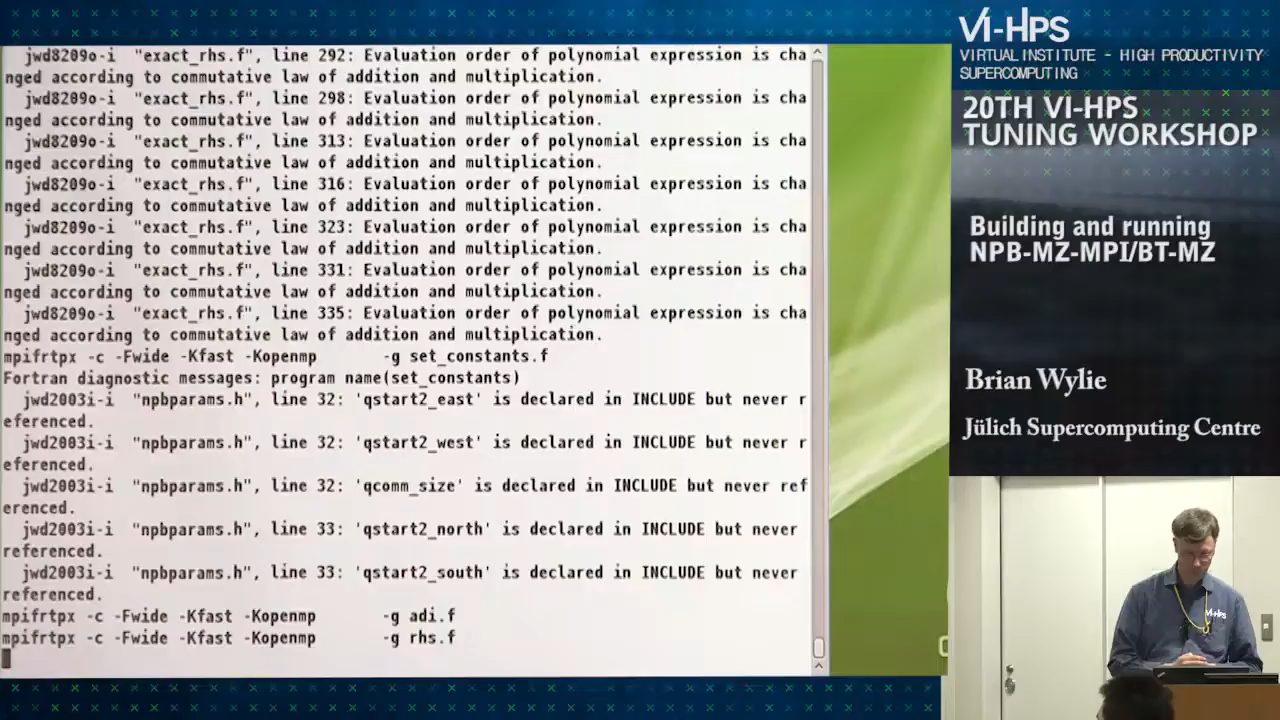 jwd8209o-i  "exact_rhs.f", line 292: Evaluation order of polynomial expression is cha
nged according to commutative law of addition and multiplication.
jwd8209o-i  "exact_rhs.f", line 298: Evaluation order of polynomial expression is cha
nged according to commutative law of addition and multiplication.
jwd8209o-i  "exact_rhs.f", line 313: Evaluation order of polynomial expression is cha
nged according to commutative law of addition and multiplication.
jwd8209o-i  "exact_rhs.f", line 316: Evaluation order of polynomial expression is cha
nged according to commutative law of addition and multiplication.
jwd8209o-i  "exact_rhs.f", line 323: Evaluation order of polynomial expression is cha
nged according to commutative law of addition and multiplication.
jwd8209o-i  "exact_rhs.f", line 331: Evaluation order of polynomial expression is cha
nged according to commutative law of addition and multiplication.
jwd8209o-i  "exact_rhs.f", line 335: Evaluation order of polynomial expression is cha
nged according to commutative law of addition and multiplication.
mpifrtpx -c -Fwide -Kfast -Kopenmp       -g set_constants.f
Fortran diagnostic messages: program name(set_constants)
jwd2003i-i  "npbparams.h", line 32: 'qstart2_east' is declared in INCLUDE but never r
eferenced.
jwd2003i-i  "npbparams.h", line 32: 'qstart2_west' is declared in INCLUDE but never r
eferenced.
jwd2003i-i  "npbparams.h", line 32: 'qcomm_size' is declared in INCLUDE but never ref
erenced.
jwd2003i-i  "npbparams.h", line 33: 'qstart2_north' is declared in INCLUDE but never
referenced.
jwd2003i-i  "npbparams.h", line 33: 'qstart2_south' is declared in INCLUDE but never
referenced.
mpifrtpx -c -Fwide -Kfast -Kopenmp       -g adi.f
mpifrtpx -c -Fwide -Kfast -Kopenmp       -g rhs.f
VI-HPS
VIRTUAL INSTITUTE - HIGH PRODUCTIVITY
SUPERCOMPUTING
20TH VI-HPS
TUNING WORKSHOP
Building and running
NPB-MZ-MPI/BT-MZ
Brian Wylie
Jülich Supercomputing Centre
VI-HPS